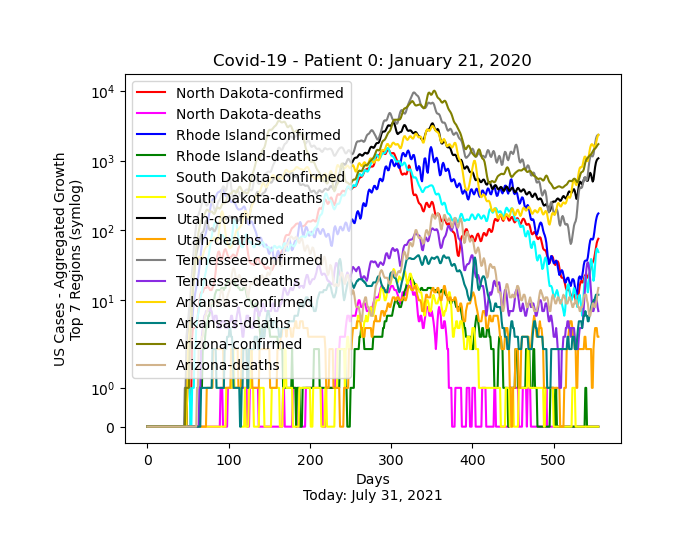 Covid-19 - Patient 0: January 21, 2020
US Cases - Aggregated Growth
Top 7 Regions (symlog)
10⁴
10³
10²
10¹
10⁰
0
North Dakota-confirmed
North Dakota-deaths
Rhode Island-confirmed
Rhode Island-deaths
South Dakota-confirmed
South Dakota-deaths
Utah-confirmed
Utah-deaths
Tennessee-confirmed
Tennessee-deaths
Arkansas-confirmed
Arkansas-deaths
Arizona-confirmed
Arizona-deaths
0 100 200 300 400 500
Days
Today: July 31, 2021